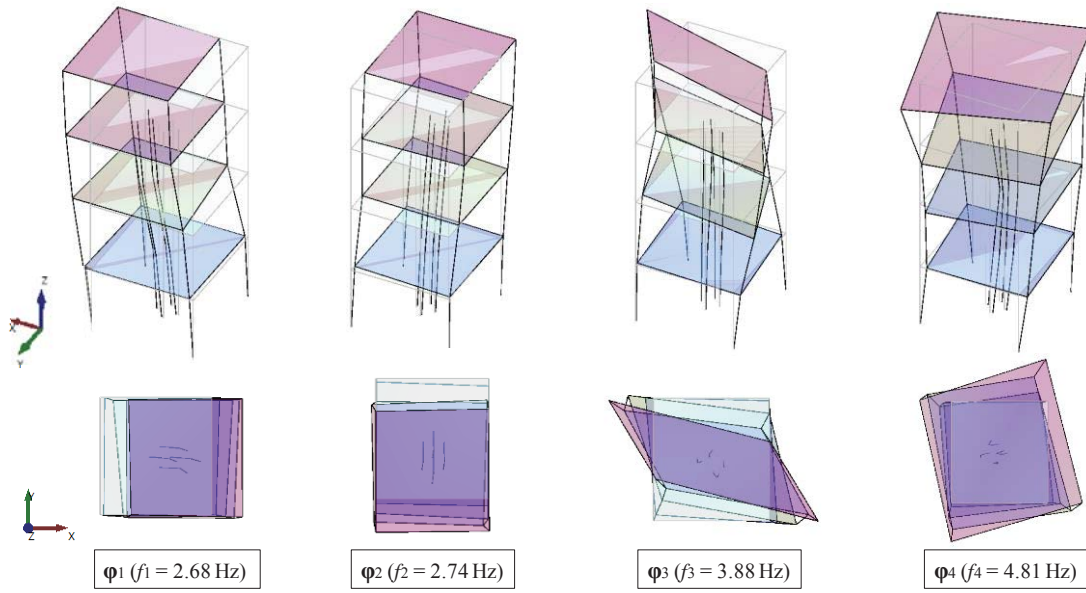 Z
X
Y
Y
Z
X
φ1 (f1 = 2.68 Hz)
φ2 (f2 = 2.74 Hz)
φ3 (f3 = 3.88 Hz)
φ4 (f4 = 4.81 Hz)